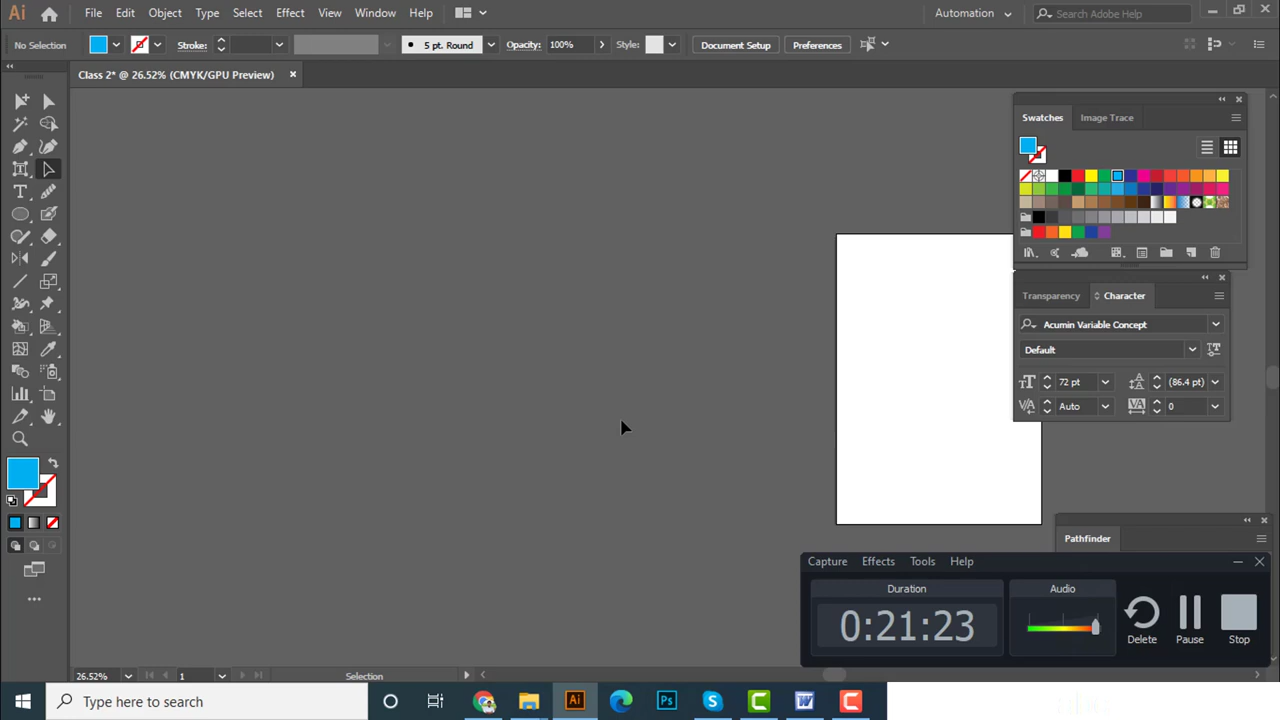 Ai File Edit Object Type Select Effect View Window Help Automation Search Adobe Help
No Selection Stroke: 5 pt. Round Opacity: 100% Style: Document Setup Preferences
Class 2* @ 26.52% (CMYK/GPU Preview)
Swatches Image Trace
Transparency Character
Acumin Variable Concept
Default
72 pt (86.4 pt)
Auto 0
Pathfinder
Capture Effects Tools Help
Duration Audio
0:21:23
Delete Pause Stop
26.52% 1 Selection
Type here to search
Ai Ps S W